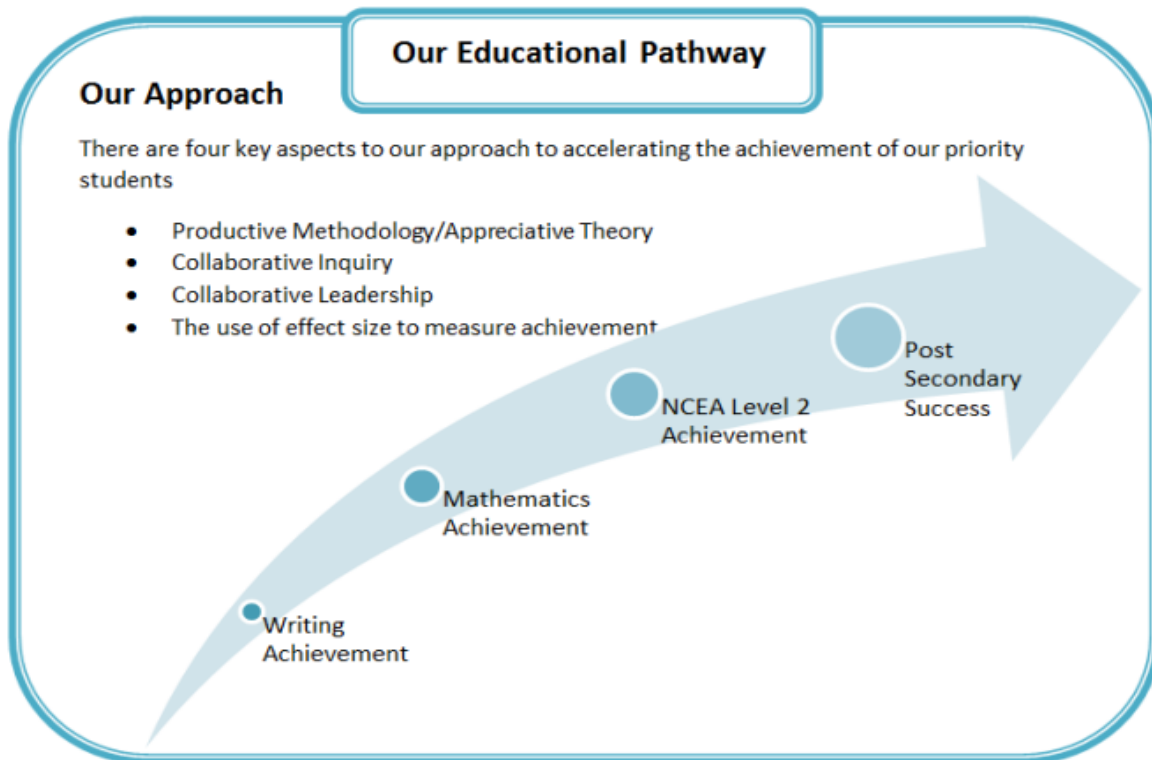 Our Educational Pathway
Our Approach
There are four key aspects to our approach to accelerating the achievement of our priority
students
• Productive Methodology/Appreciative Theory
• Collaborative Inquiry
• Collaborative Leadership
• The use of effect size to measure achievement
Post
Secondary
Success
NCEA Level 2
Achievement
Mathematics
Achievement
Writing
Achievement